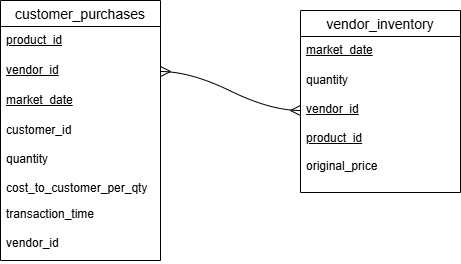 customer_purchases
product_id
vendor_id
market_date
customer_id
quantity
cost_to_customer_per_qty
transaction_time
vendor_id
vendor_inventory
market_date
quantity
vendor_id
product_id
original_price